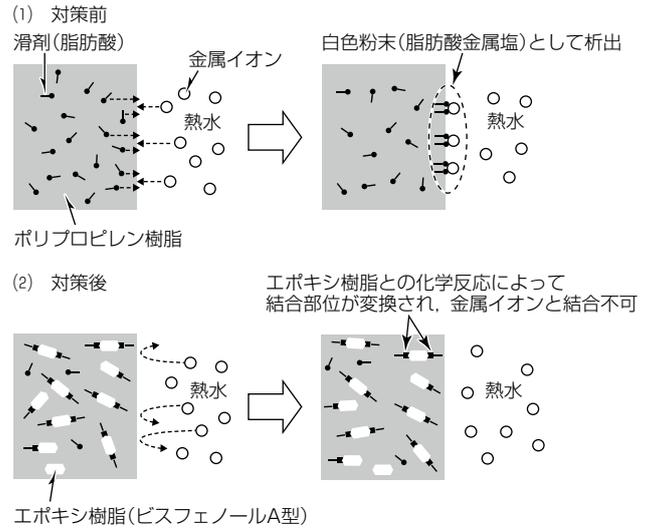 (1) 対策前
滑剤(脂肪酸)
金属イオン
白色粉末(脂肪酸金属塩)として析出
熱水
熱水
ポリプロピレン樹脂
(2) 対策後
エポキシ樹脂との化学反応によって
結合部位が変換され，金属イオンと結合不可
熱水
熱水
エポキシ樹脂(ビスフェノールA型)